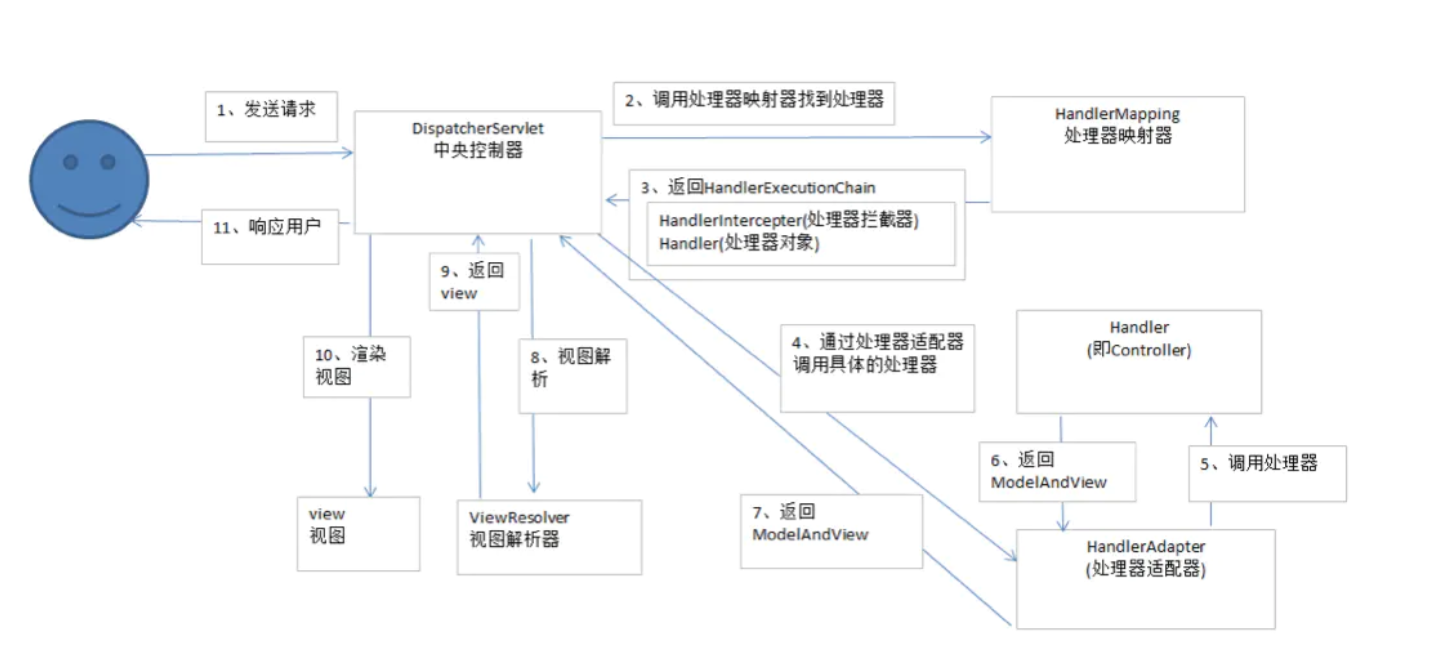 1、发送请求
DispatcherServlet
中央控制器
2、调用处理器映射器找到处理器
HandlerMapping
处理器映射器
3、返回HandlerExecutionChain
HandlerIntercepter(处理器拦截器)
Handler(处理器对象)
11、响应用户
9、返回
view
10、渲染
视图
8、视图解
析
4、通过处理器适配器
调用具体的处理器
Handler
(即Controller)
6、返回
ModelAndView
5、调用处理器
7、返回
ModelAndView
view
视图
ViewResolver
视图解析器
HandlerAdapter
(处理器适配器)